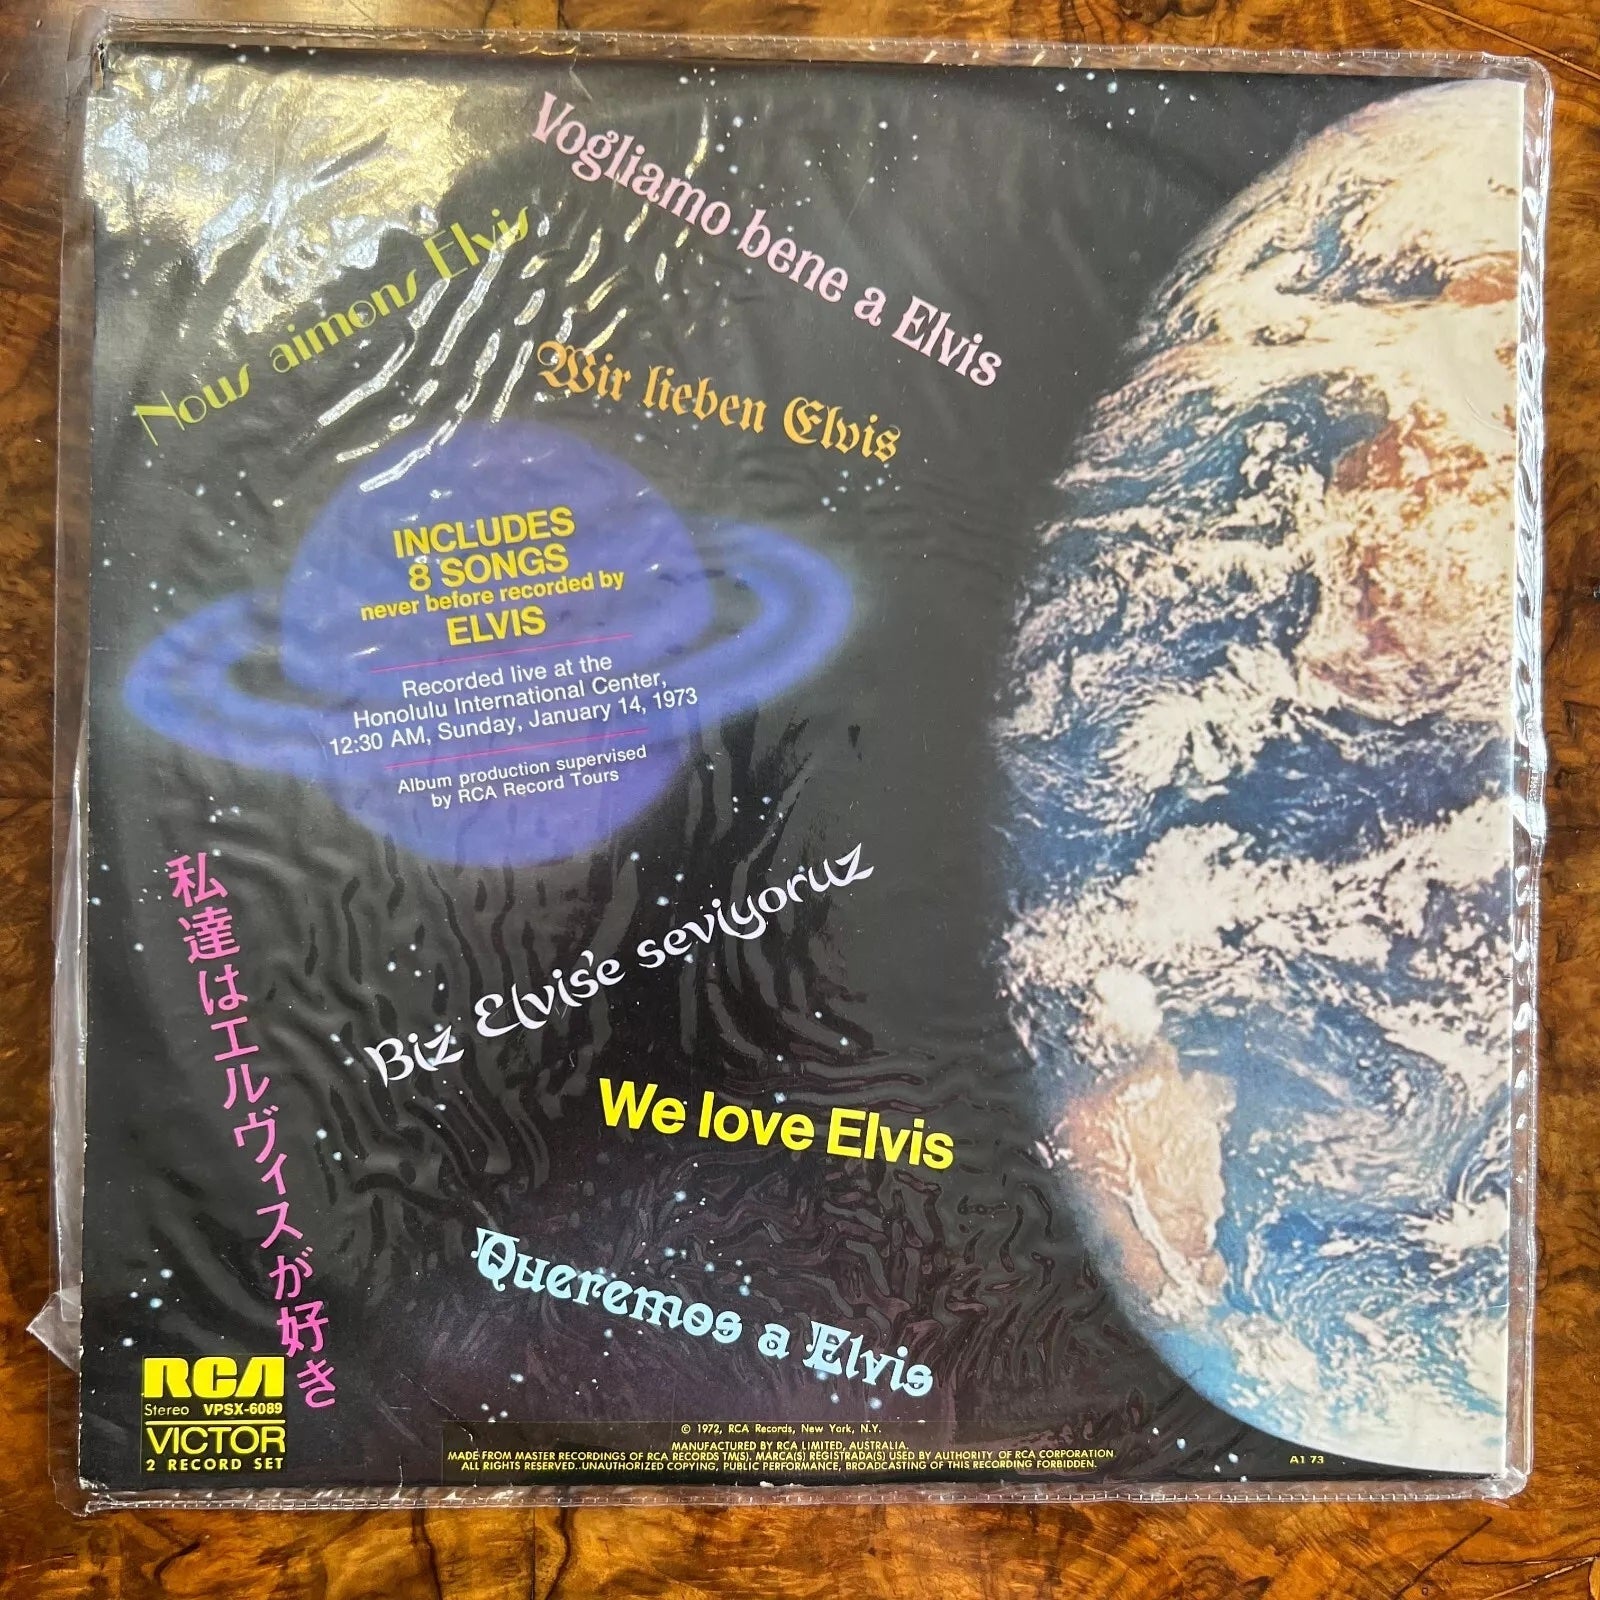 Vogliamo bene a Elvis
Nous aimons Elvis
Wir lieben Elvis
INCLUDES
8 SONGS
never before recorded by
ELVIS
Recorded live at the
Honolulu International Center,
12:30 AM, Sunday, January 14, 1973
Album production supervised
by RCA Record Tours
私達はエルヴィスが好き
Biz Elvis'e seviyoruz
We love Elvis
Queremos a Elvis
RCA
Stereo VPSX-6089
VICTOR
2 RECORD SET
© 1972, RCA Records, New York, N.Y.
MANUFACTURED BY RCA LIMITED, AUSTRALIA.
MADE FROM MASTER RECORDINGS OF RCA RECORDS TM(S). MARCA(S) REGISTRADA(S) USED BY AUTHORITY OF RCA CORPORATION
ALL RIGHTS RESERVED. UNAUTHORIZED COPYING, PUBLIC PERFORMANCE, BROADCASTING OF THIS RECORDING FORBIDDEN.
A1 73